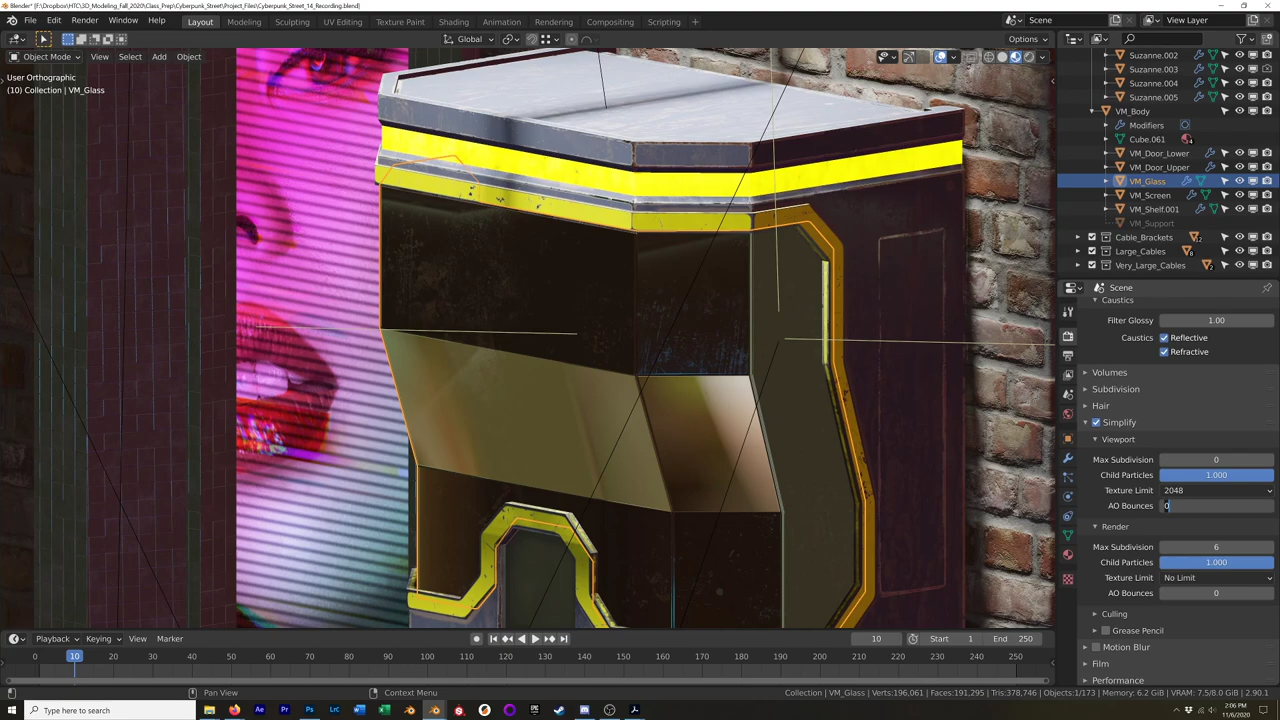 Blender* [F:\Dropbox\HTC\3D_Modeling_Fall_2020\Class_Prep\Cyberpunk_Street\Project_Files\Cyberpunk_Street_14_Recording.blend]
File Edit Render Window Help Layout Modeling Sculpting UV Editing Texture Paint Shading Animation Rendering Compositing Scripting + Scene View Layer
Global Options
Object Mode View Select Add Object
User Orthographic
(10) Collection | VM_Glass
Suzanne.002
Suzanne.003
Suzanne.004
Suzanne.005
VM_Body
Modifiers
Cube.061 4
VM_Door_Lower
VM_Door_Upper
VM_Glass
VM_Screen
VM_Shelf.001
VM_Support
Cable_Brackets 12
Large_Cables 8
Very_Large_Cables 2
Scene
Caustics
Filter Glossy 1.00
Caustics Reflective
Refractive
Volumes
Subdivision
Hair
Simplify
Viewport
Max Subdivision 0
Child Particles 1.000
Texture Limit 2048
AO Bounces 0
Render
Max Subdivision 6
Child Particles 1.000
Texture Limit No Limit
AO Bounces 0
Culling
Grease Pencil
Motion Blur
Film
Performance
Playback Keying View Marker 10 Start 1 End 250
0 10 20 30 40 50 60 70 80 90 100 110 120 130 140 150 160 170 180 190 200 210 220 230 240 250
Pan View Context Menu Collection | VM_Glass | Verts:196,061 | Faces:191,295 | Tris:378,746 | Objects:1/173 | Memory: 6.2 GiB | VRAM: 7.5/8.0 GiB | 2.90.1
Type here to search Ae Pr Ps LrC
2:06 PM
11/6/2020